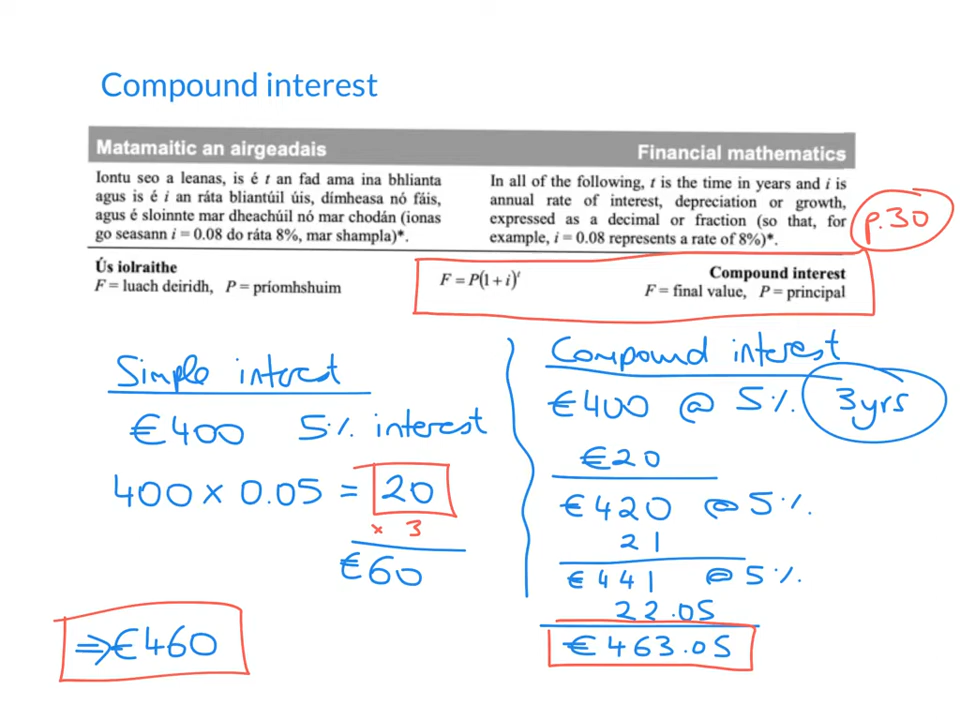 Compound interest
Matamaitic an airgeadais
Financial mathematics
Iontu seo a leanas, is é t an fad ama ina bhlianta
agus is é i an ráta bliantúil úis, dímheasa nó fáis,
agus é sloinnte mar dheachúil nó mar chodán (ionas
go seasann i = 0.08 do ráta 8%, mar shampla)*.
In all of the following, t is the time in years and i is
annual rate of interest, depreciation or growth,
expressed as a decimal or fraction (so that, for
example, i = 0.08 represents a rate of 8%)*.
p.30
Ús iolraithe
F = luach deiridh, P = príomhshuim
F = P(1 + i)^t
Compound interest
F = final value, P = principal
Simple interest
€400 5% interest
400 × 0.05 = 20
× 3
€60
⇒€460
Compound interest
€400 @ 5% 3yrs
€20
€420 @ 5%
21
€441 @ 5%
22.05
€463.05